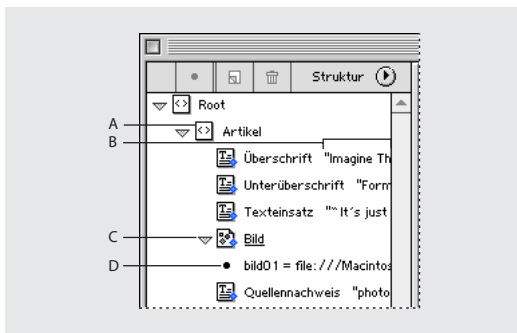 Struktur
Root
A
Artikel
B
Überschrift "Imagine Th
Unterüberschrift "Form
Texteinsatz "" It's just
C
Bild
D
bild01 = file:///Macintos
Quellennachweis "photo